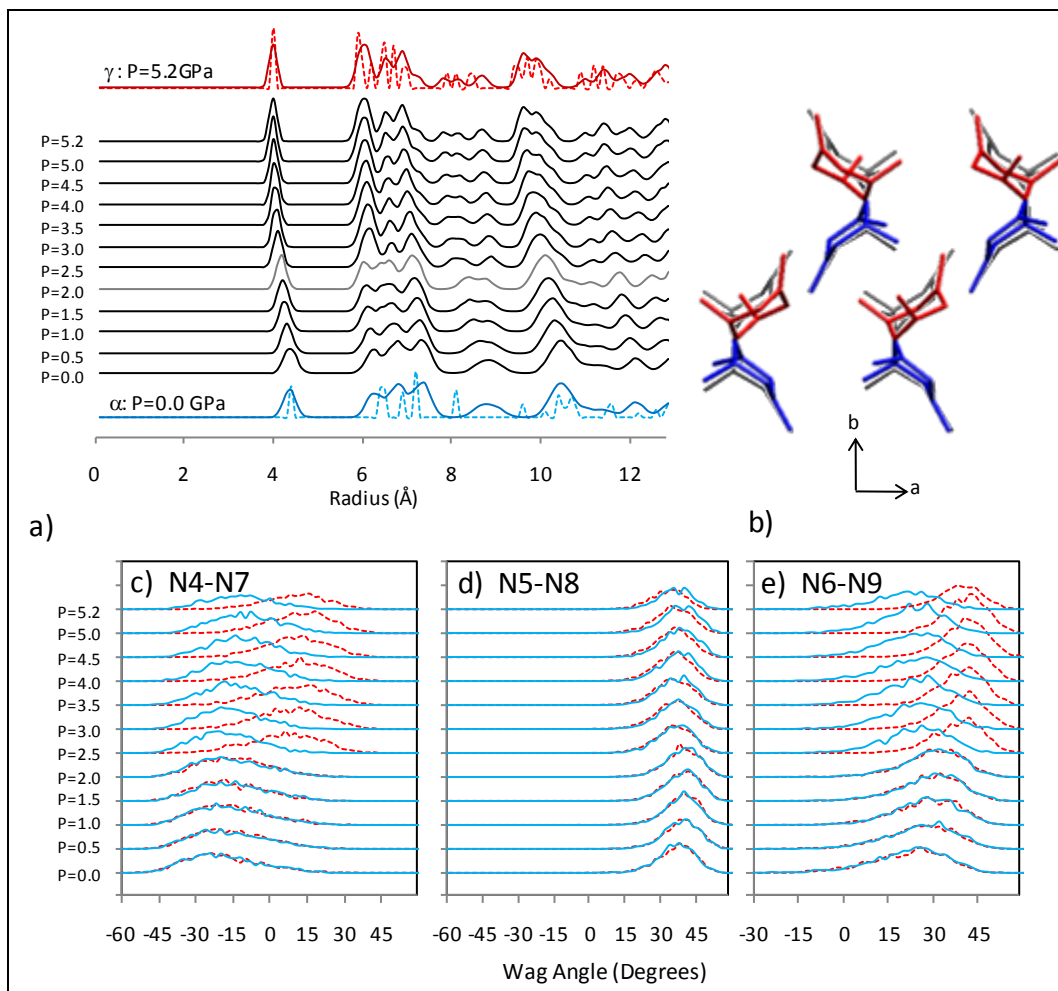 γ: P=5.2GPa
P=5.2
P=5.0
P=4.5
P=4.0
P=3.5
P=3.0
P=2.5
P=2.0
P=1.5
P=1.0
P=0.5
P=0.0
α: P=0.0 GPa
0 2 4 6 8 10 12
Radius (Å)
a)
b
a
b)
c) N4-N7
d) N5-N8
e) N6-N9
P=5.2
P=5.0
P=4.5
P=4.0
P=3.5
P=3.0
P=2.5
P=2.0
P=1.5
P=1.0
P=0.5
P=0.0
-60 -45 -30 -15 0 15 30 45
-60 -45 -30 -15 0 15 30 45
-30 -15 0 15 30 45
Wag Angle (Degrees)